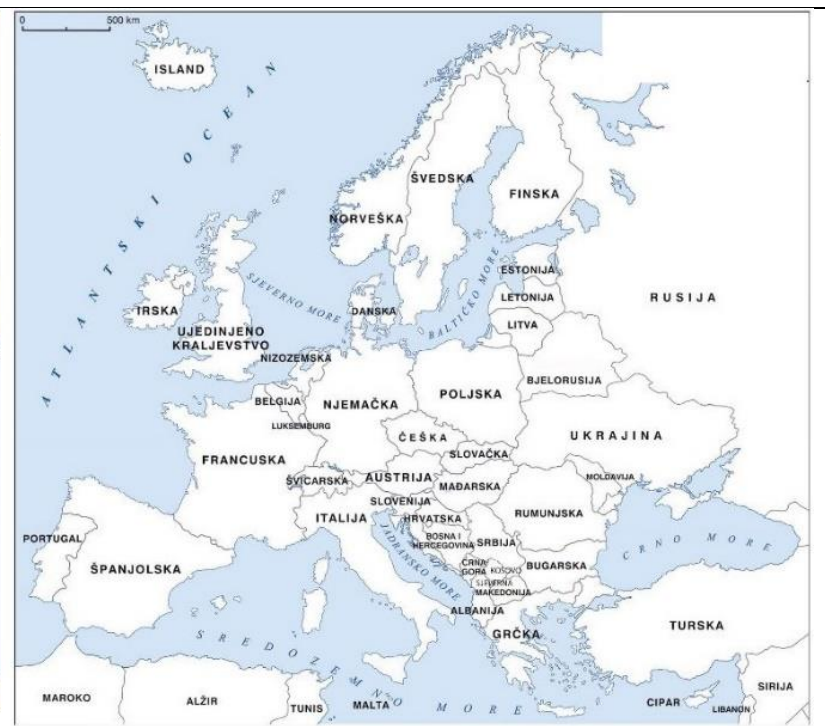 0 500 km
ISLAND
ATLANTSKI OCEAN
ŠVEDSKA
FINSKA
NORVEŠKA
ESTONIJA
SJEVERNO MORE
BALTIČKO MORE
LETONIJA
RUSIJA
IRSKA
DANSKA
LITVA
UJEDINJENO
KRALJEVSTVO
NIZOZEMSKA
BJELORUSIJA
POLJSKA
BELGIJA
NJEMAČKA
LUKSEMBURG
ČEŠKA
UKRAJINA
SLOVAČKA
FRANCUSKA
ŠVICARSKA
AUSTRIJA
MAĐARSKA
MOLDAVIJA
SLOVENIJA
ITALIJA
HRVATSKA
RUMUNJSKA
PORTUGAL
BOSNA I
HERCEGOVINA
SRBIJA
CRNO MORE
JADRANSKO MORE
ŠPANJOLSKA
CRNA
GORA
KOSOVO
BUGARSKA
SJEVERNA
MAKEDONIJA
ALBANIJA
TURSKA
GRČKA
SREDOZEMNO MORE
MAROKO
ALŽIR
TUNIS
MALTA
CIPAR
SIRIJA
LIBANON